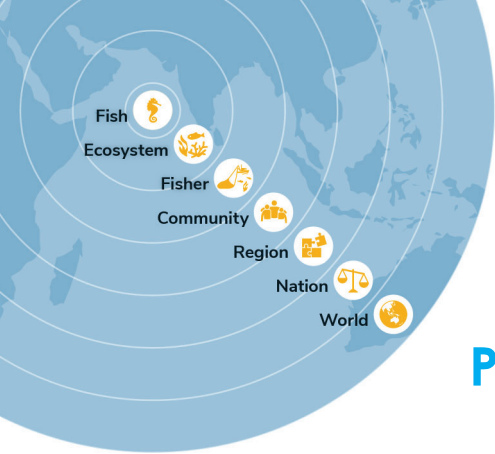 Fish
Ecosystem
Fisher
Community
Region
Nation
World
P